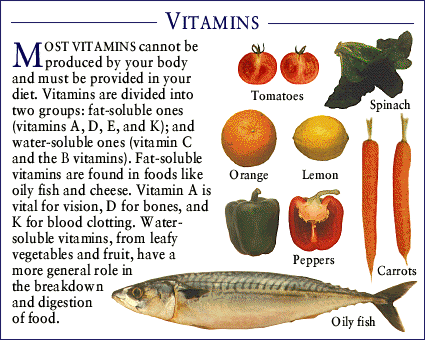 VITAMINS
MOST VITAMINS cannot be
produced by your body
and must be provided in your
diet. Vitamins are divided into
two groups: fat-soluble ones
(vitamins A, D, E, and K); and
water-soluble ones (vitamin C
and the B vitamins). Fat-soluble
vitamins are found in foods like
oily fish and cheese. Vitamin A is
vital for vision, D for bones, and
K for blood clotting. Water-
soluble vitamins, from leafy
vegetables and fruit, have a
more general role in
the breakdown
and digestion
of food.
Tomatoes
Spinach
Orange
Lemon
Peppers
Carrots
Oily fish